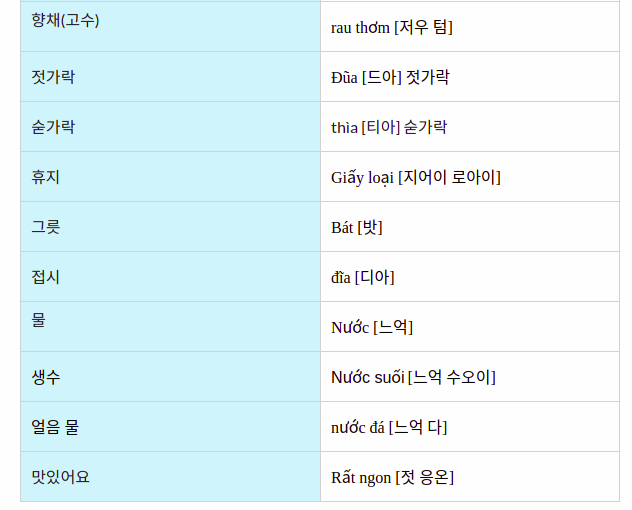 향채(고수) rau thơm [저우 텀]
젓가락 Đũa [드아] 젓가락
숟가락 thìa [티아] 숟가락
휴지 Giấy loại [지어이 로아이]
그릇 Bát [밧]
접시 đĩa [디아]
물 Nước [느억]
생수 Nước suối [느억 수오이]
얼음 물 nước đá [느억 다]
맛있어요 Rất ngon [젓 응온]